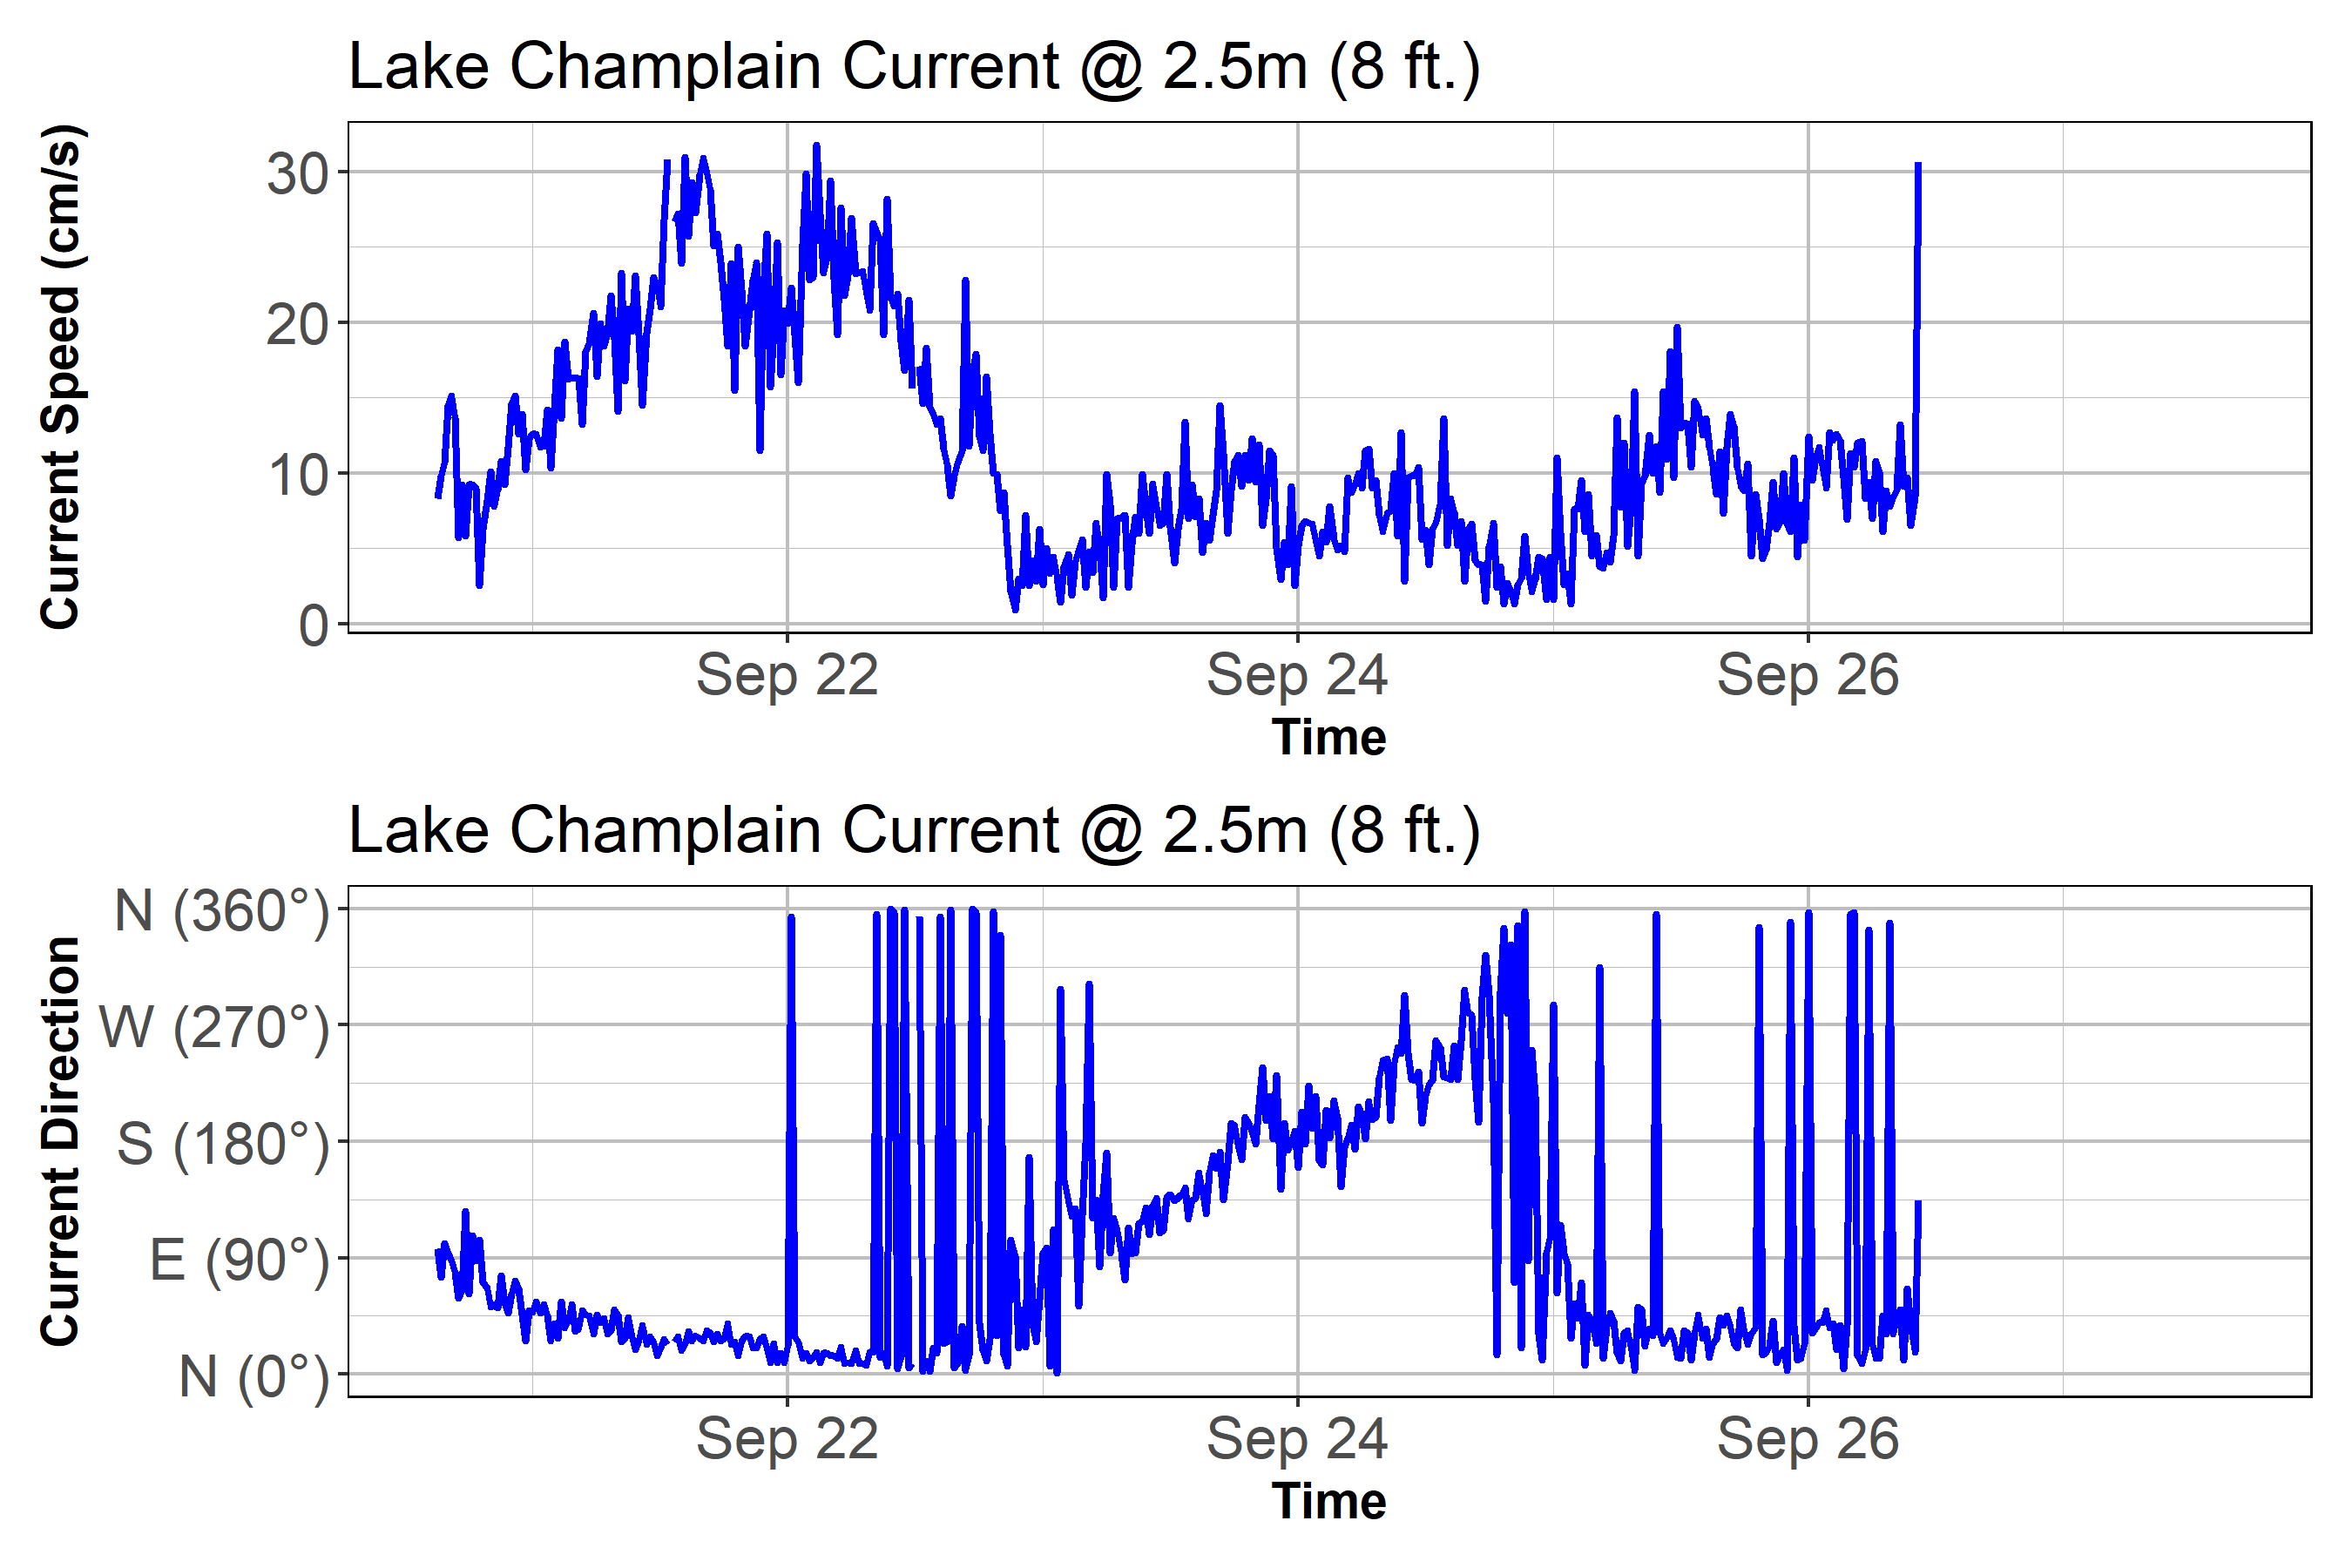 Lake Champlain Current @ 2.5m (8 ft.)
Current Speed (cm/s)
30
20
10
0
Sep 22 Sep 24 Sep 26
Time
Lake Champlain Current @ 2.5m (8 ft.)
Current Direction
N (360°)
W (270°)
S (180°)
E (90°)
N (0°)
Sep 22 Sep 24 Sep 26
Time